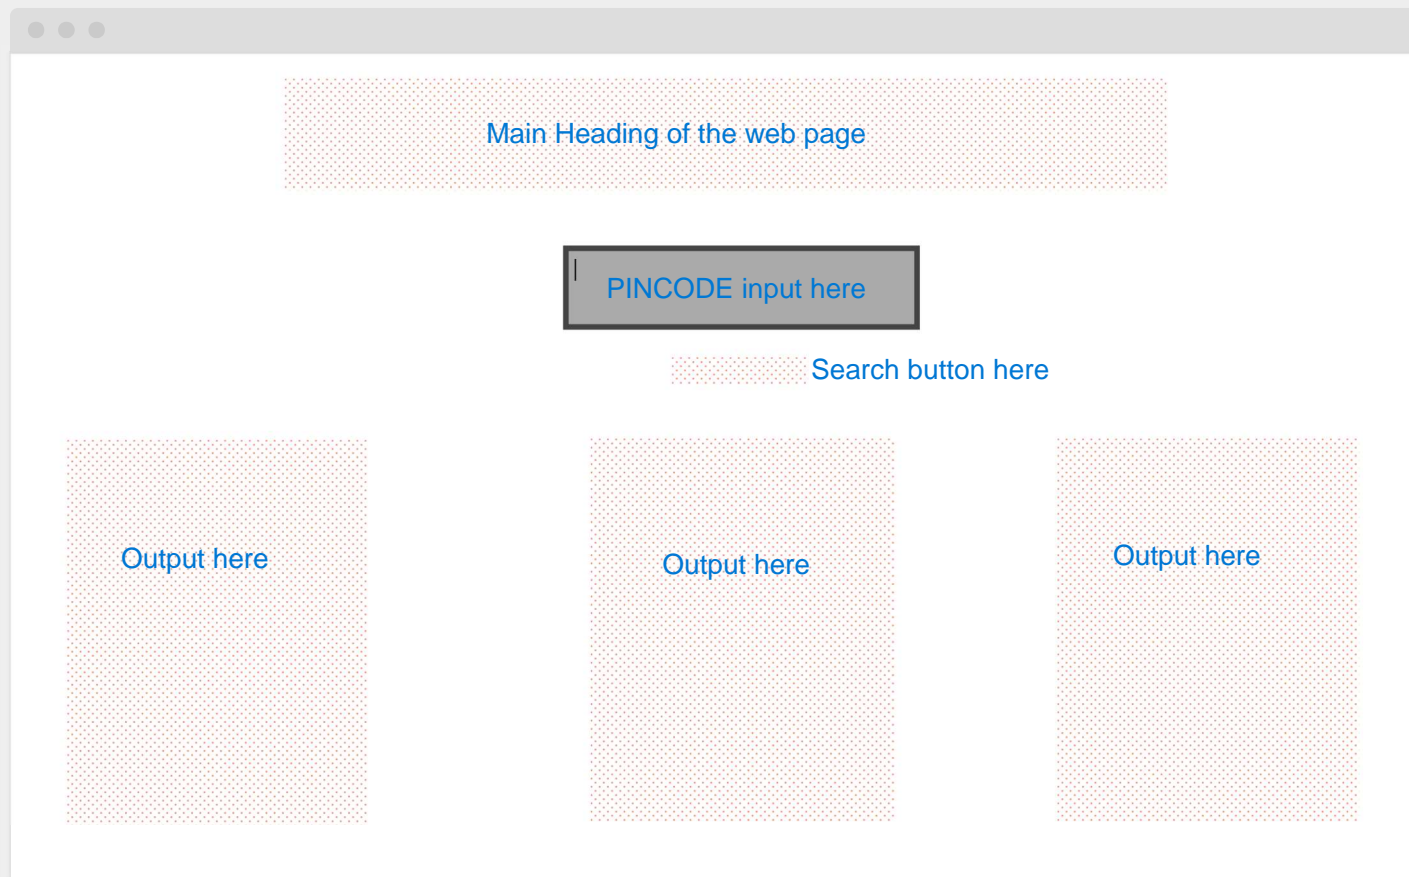 Main Heading of the web page
PINCODE input here
Search button here
Output here
Output here
Output here